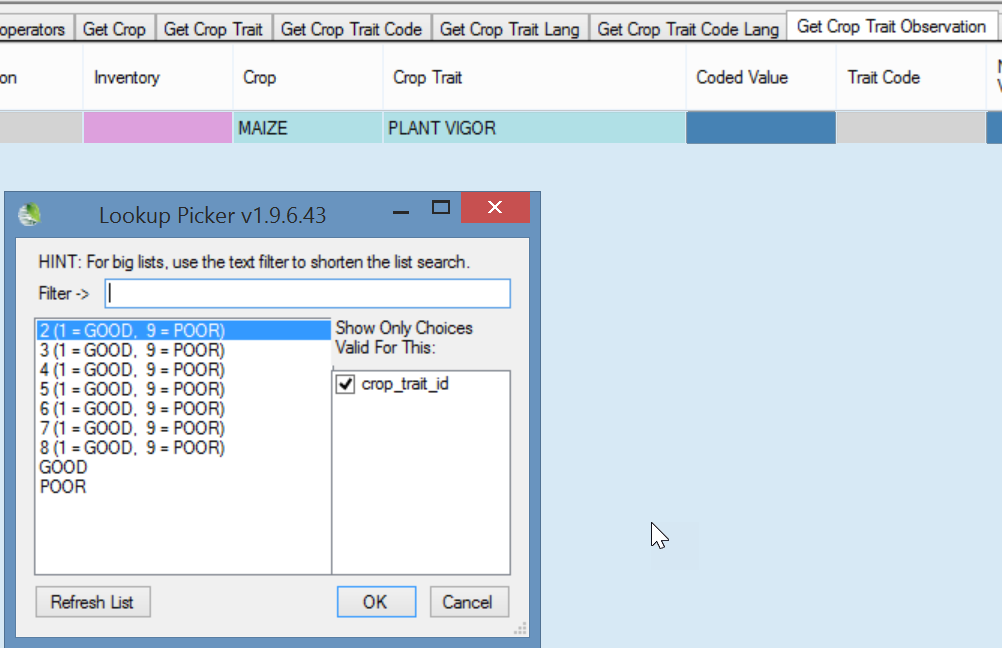 operators Get Crop Get Crop Trait Get Crop Trait Code Get Crop Trait Lang Get Crop Trait Code Lang Get Crop Trait Observation
on Inventory Crop Crop Trait Coded Value Trait Code
MAIZE PLANT VIGOR
Lookup Picker v1.9.6.43
HINT: For big lists, use the text filter to shorten the list search.
Filter ->
2 (1 = GOOD, 9 = POOR)
3 (1 = GOOD, 9 = POOR)
4 (1 = GOOD, 9 = POOR)
5 (1 = GOOD, 9 = POOR)
6 (1 = GOOD, 9 = POOR)
7 (1 = GOOD, 9 = POOR)
8 (1 = GOOD, 9 = POOR)
GOOD
POOR
Show Only Choices
Valid For This:
crop_trait_id
Refresh List OK Cancel